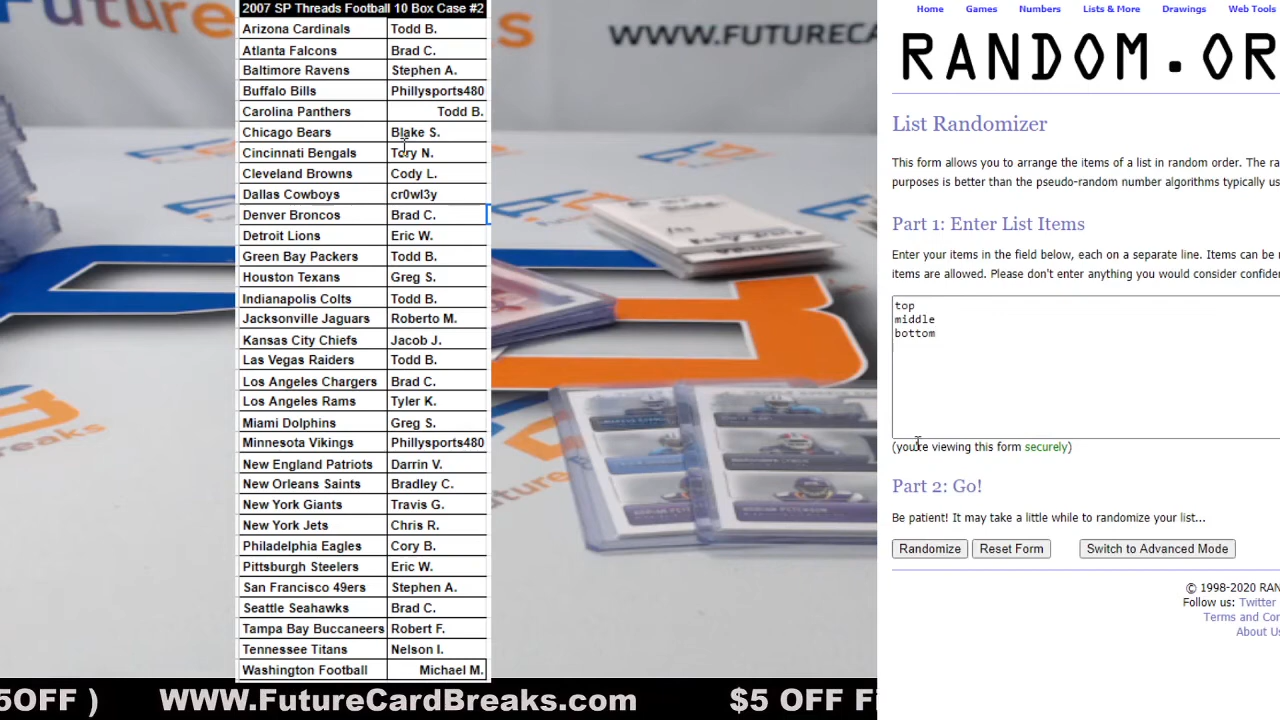 2007 SP Threads Football 10 Box Case #2
Arizona Cardinals Todd B.
Atlanta Falcons Brad C.
Baltimore Ravens Stephen A.
Buffalo Bills Phillysports480
Carolina Panthers Todd B.
Chicago Bears Blake S.
Cincinnati Bengals Tory N.
Cleveland Browns Cody L.
Dallas Cowboys cr0wl3y
Denver Broncos Brad C.
Detroit Lions Eric W.
Green Bay Packers Todd B.
Houston Texans Greg S.
Indianapolis Colts Todd B.
Jacksonville Jaguars Roberto M.
Kansas City Chiefs Jacob J.
Las Vegas Raiders Todd B.
Los Angeles Chargers Brad C.
Los Angeles Rams Tyler K.
Miami Dolphins Greg S.
Minnesota Vikings Phillysports480
New England Patriots Darrin V.
New Orleans Saints Bradley C.
New York Giants Travis G.
New York Jets Chris R.
Philadelphia Eagles Cory B.
Pittsburgh Steelers Eric W.
San Francisco 49ers Stephen A.
Seattle Seahawks Brad C.
Tampa Bay Buccaneers Robert F.
Tennessee Titans Nelson I.
Washington Football Michael M.
WWW.FUTURECA
Breaks
5OFF ) WWW.FutureCardBreaks.com $5 OFF Fi
Home Games Numbers Lists & More Drawings Web Tools
RANDOM.OR
List Randomizer
This form allows you to arrange the items of a list in random order. The ra
purposes is better than the pseudo-random number algorithms typically us
Part 1: Enter List Items
Enter your items in the field below, each on a separate line. Items can be n
items are allowed. Please don't enter anything you would consider confide
top
middle
bottom
(you're viewing this form securely)
Part 2: Go!
Be patient! It may take a little while to randomize your list...
Randomize Reset Form Switch to Advanced Mode
© 1998-2020 RAN
Follow us: Twitter
Terms and Con
About Us